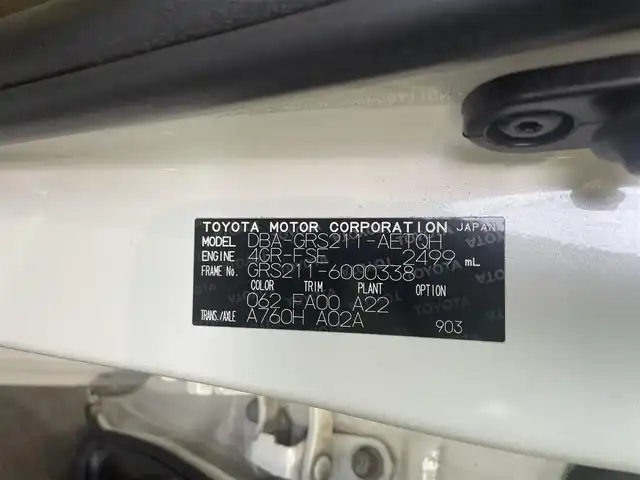 TOYOTA MOTOR CORPORATION JAPAN
MODEL DBA-GRS211-AETQH
ENGINE 4GR-FSE 2499 mL
FRAME No. GRS211-6000338
COLOR TRIM PLANT OPTION
062 FA00 A22
TRANS./AXLE A760H A02A
903